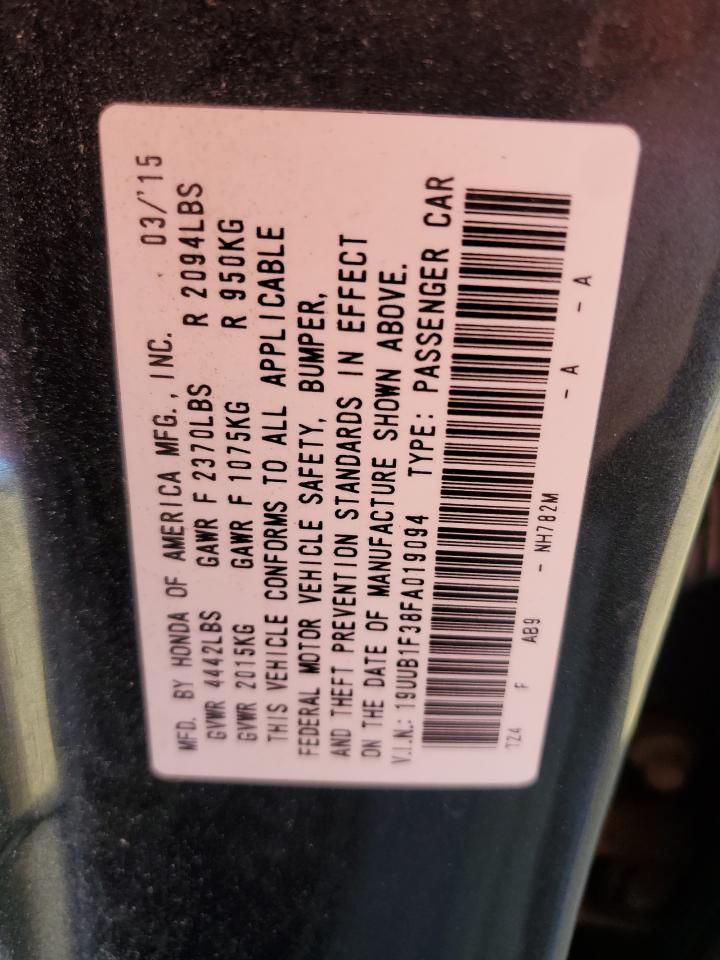 MFD. BY HONDA OF AMERICA MFG., INC. 03/'15
GVWR 4442LBS GAWR F 2370LBS R 2094LBS
GVWR 2015KG GAWR F 1075KG R 950KG
THIS VEHICLE CONFORMS TO ALL APPLICABLE
FEDERAL MOTOR VEHICLE SAFETY, BUMPER,
AND THEFT PREVENTION STANDARDS IN EFFECT
ON THE DATE OF MANUFACTURE SHOWN ABOVE.
V.I.N.: 19UUB1F38FA019094 TYPE: PASSENGER CAR
TZ4 F AB9 - NH782M - A - A